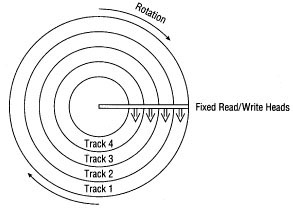 Rotation
Fixed Read/Write Heads
Track 4
Track 3
Track 2
Track 1